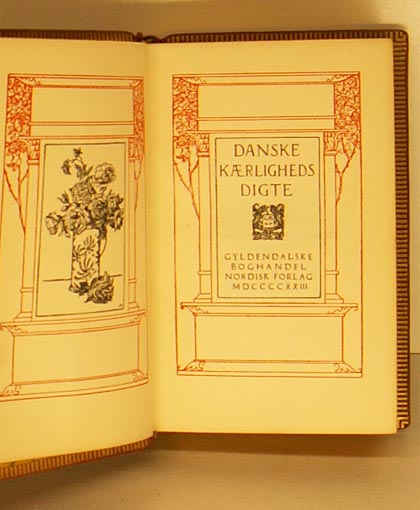 DANSKE
KÆRLIGHEDS
DIGTE
GYLDENDALSKE
BOGHANDEL
NORDISK FORLAG
MDCCCCXXIII